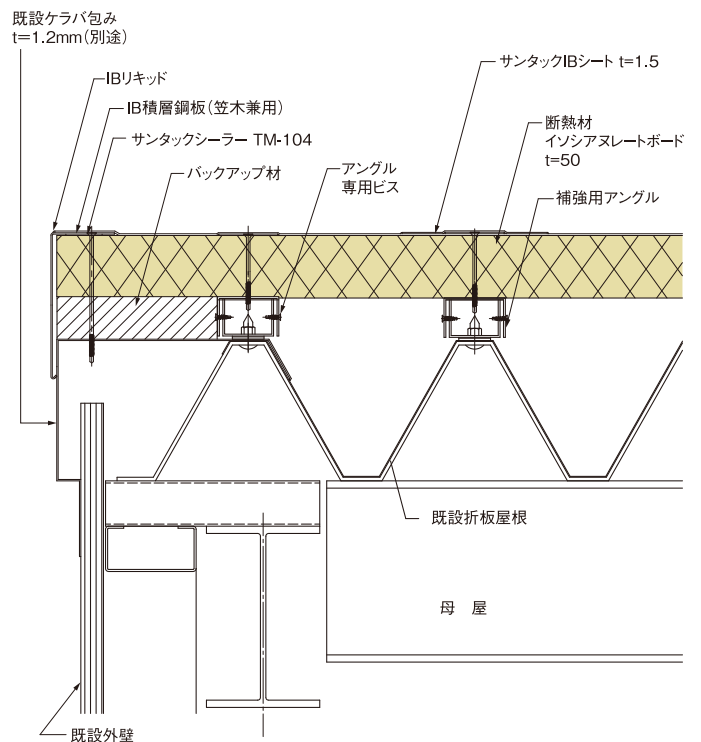 既設ケラバ包み
t=1.2mm(別途)
IBリキッド
IB積層鋼板(笠木兼用)
サンタックシーラー TM-104
バックアップ材
アングル
専用ビス
サンタックIBシート t=1.5
断熱材
イソシアヌレートボード
t=50
補強用アングル
既設折板屋根
母 屋
既設外壁